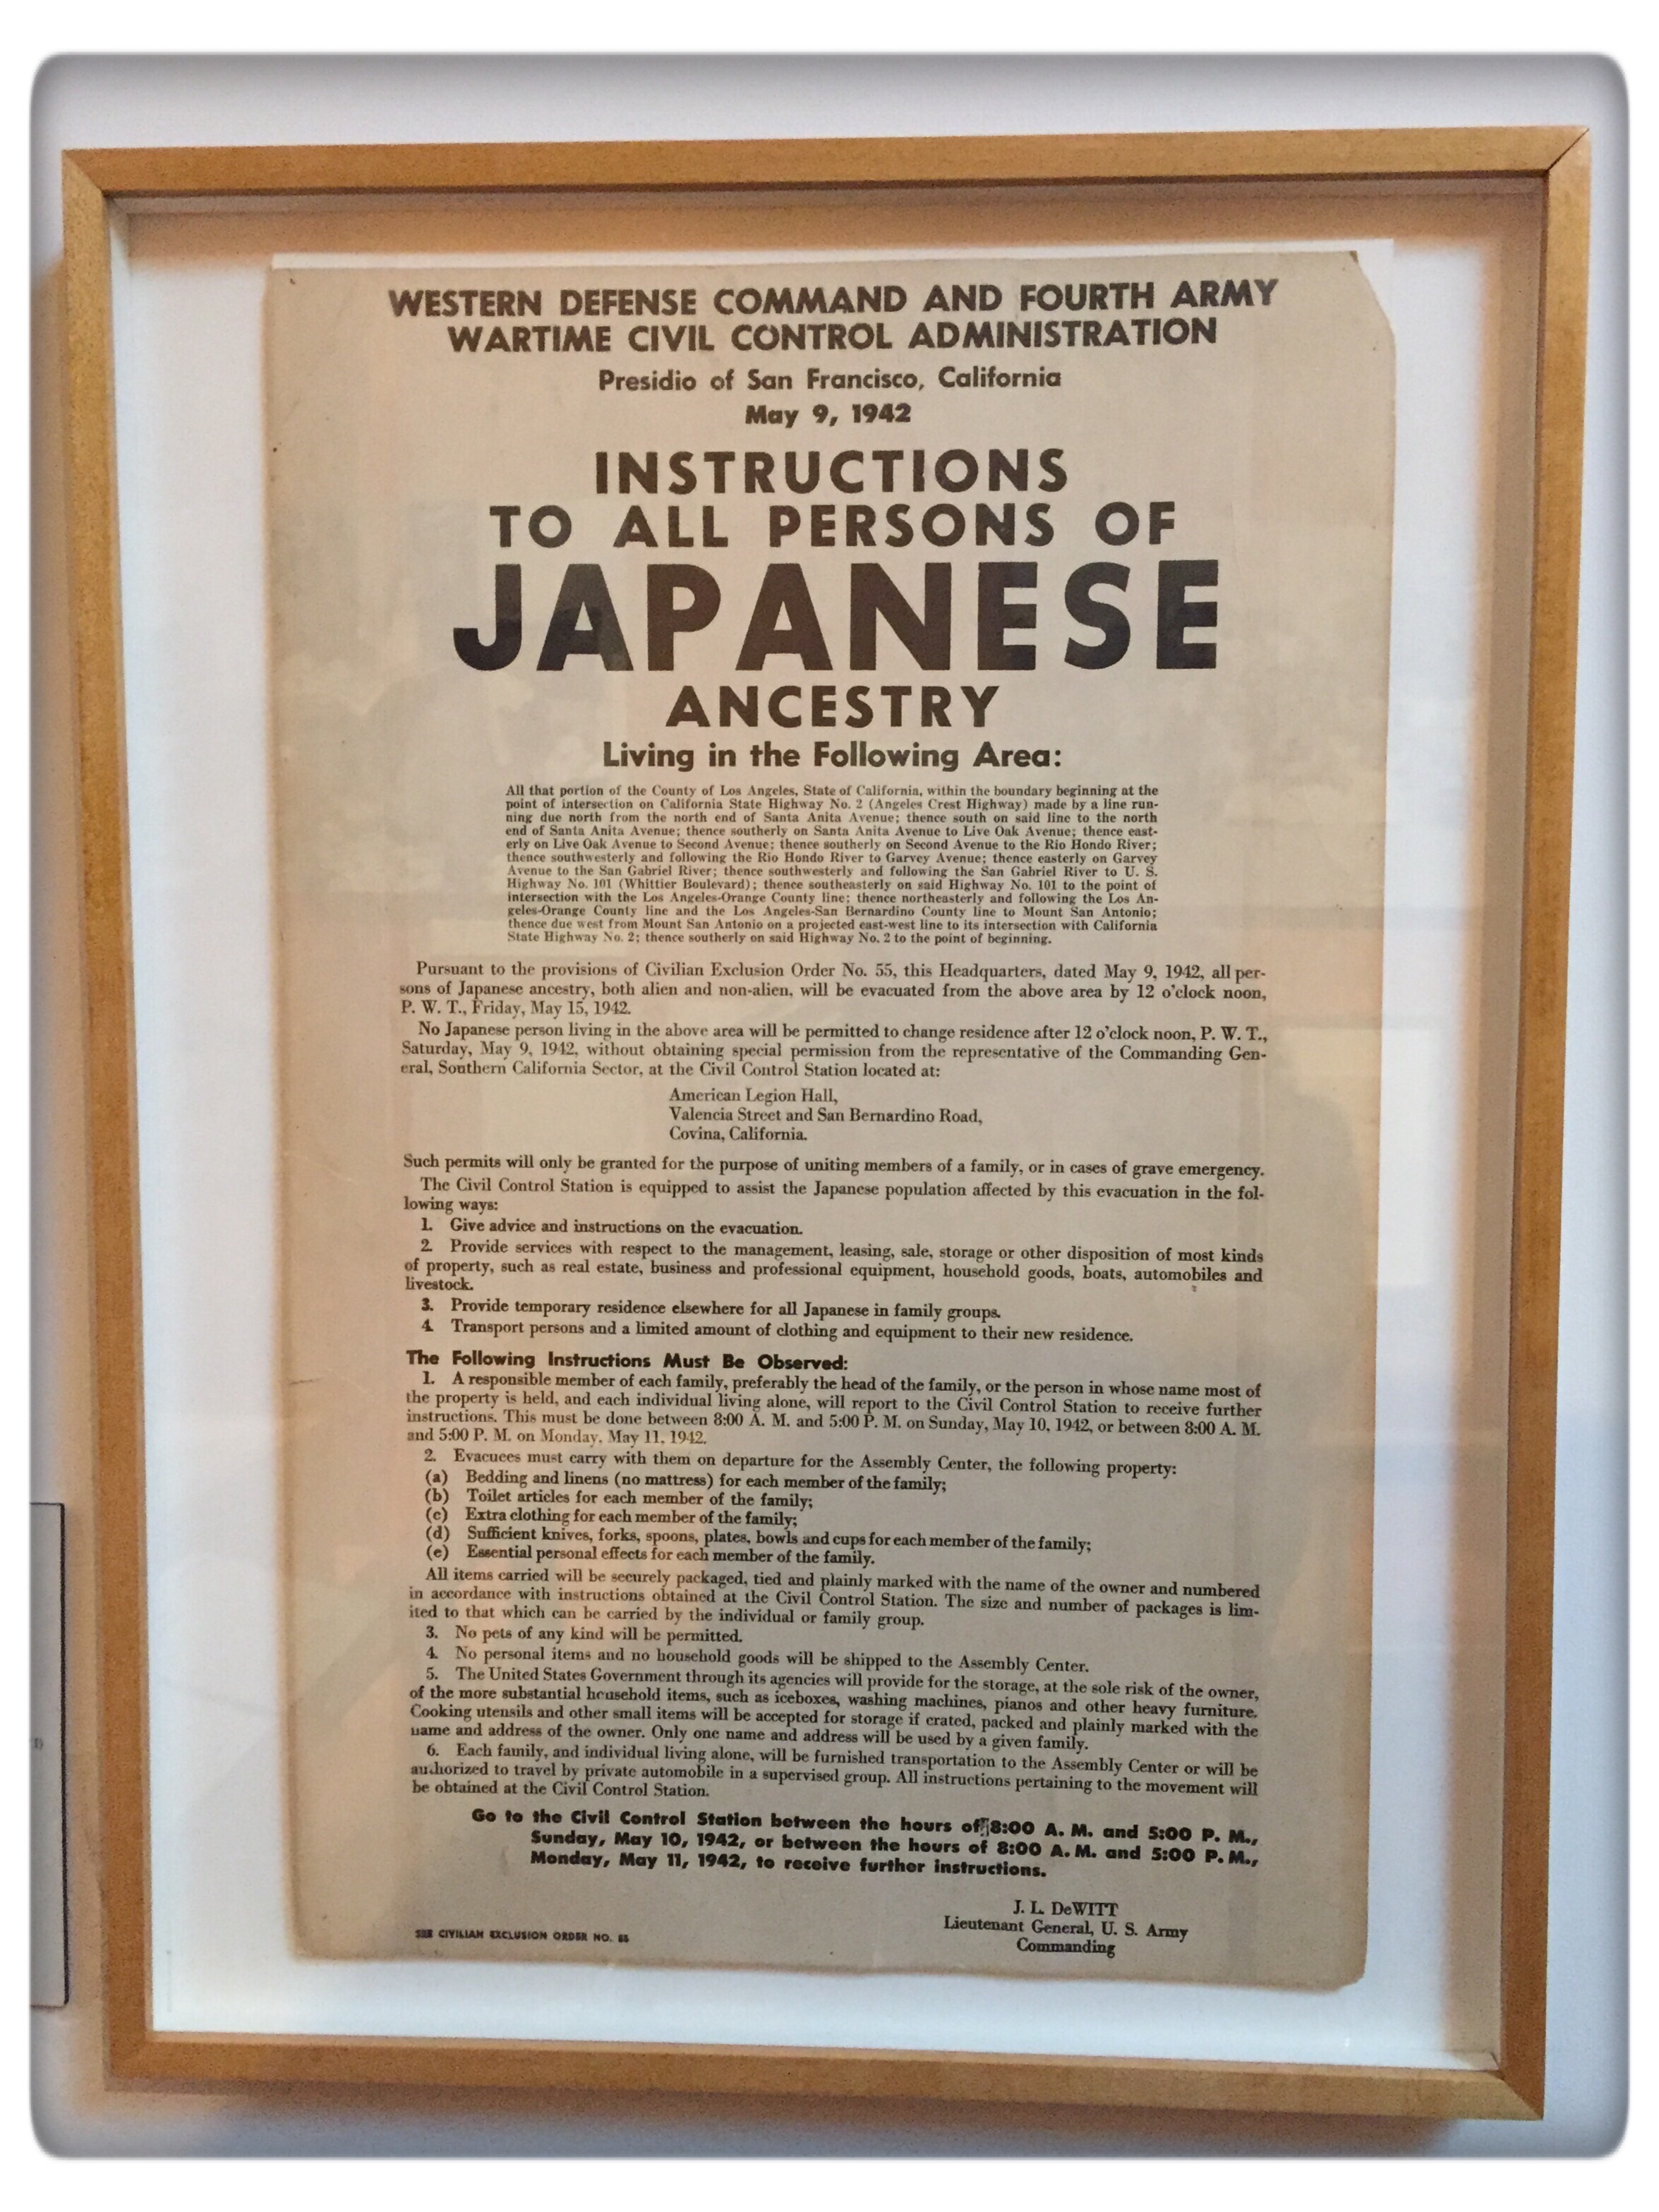 WESTERN DEFENSE COMMAND AND FOURTH ARMY
WARTIME CIVIL CONTROL ADMINISTRATION
Presidio of San Francisco, California
May 9, 1942
INSTRUCTIONS
TO ALL PERSONS OF
JAPANESE
ANCESTRY
Living in the Following Area:
All that portion of the County of Los Angeles, State of California, within the boundary beginning at the
point of intersection on California State Highway No. 2 (Angeles Crest Highway) made by a line run-
ning due north from the north end of Santa Anita Avenue; thence south on said line to the north
end of Santa Anita Avenue; thence southerly on Santa Anita Avenue to Live Oak Avenue; thence east-
erly on Live Oak Avenue to Second Avenue; thence southerly on Second Avenue to the Rio Hondo River;
thence southwesterly and following the Rio Hondo River to Garvey Avenue; thence easterly on Garvey
Avenue to the San Gabriel River; thence southwesterly and following the San Gabriel River to U. S.
Highway No. 101 (Whittier Boulevard); thence southeasterly on said Highway No. 101 to the point of
intersection with the Los Angeles-Orange County line; thence northeasterly and following the Los An-
geles-Orange County line and the Los Angeles-San Bernardino County line to Mount San Antonio;
thence due west from Mount San Antonio on a projected east-west line to its intersection with California
State Highway No. 2; thence southerly on said Highway No. 2 to the point of beginning.
Pursuant to the provisions of Civilian Exclusion Order No. 55, this Headquarters, dated May 9, 1942, all per-
sons of Japanese ancestry, both alien and non-alien, will be evacuated from the above area by 12 o'clock noon,
P. W. T., Friday, May 15, 1942.
No Japanese person living in the above area will be permitted to change residence after 12 o'clock noon, P. W. T.,
Saturday, May 9, 1942, without obtaining special permission from the representative of the Commanding Gen-
eral, Southern California Sector, at the Civil Control Station located at:
American Legion Hall,
Valencia Street and San Bernardino Road,
Covina, California.
Such permits will only be granted for the purpose of uniting members of a family, or in cases of grave emergency.
The Civil Control Station is equipped to assist the Japanese population affected by this evacuation in the fol-
lowing ways:
1. Give advice and instructions on the evacuation.
2. Provide services with respect to the management, leasing, sale, storage or other disposition of most kinds
of property, such as real estate, business and professional equipment, household goods, boats, automobiles and
livestock.
3. Provide temporary residence elsewhere for all Japanese in family groups.
4. Transport persons and a limited amount of clothing and equipment to their new residence.
The Following Instructions Must Be Observed:
1. A responsible member of each family, preferably the head of the family, or the person in whose name most of
the property is held, and each individual living alone, will report to the Civil Control Station to receive further
instructions. This must be done between 8:00 A. M. and 5:00 P. M. on Sunday, May 10, 1942, or between 8:00 A. M.
and 5:00 P. M. on Monday, May 11, 1942.
2. Evacuees must carry with them on departure for the Assembly Center, the following property:
(a) Bedding and linens (no mattress) for each member of the family;
(b) Toilet articles for each member of the family;
(c) Extra clothing for each member of the family;
(d) Sufficient knives, forks, spoons, plates, bowls and cups for each member of the family;
(e) Essential personal effects for each member of the family.
All items carried will be securely packaged, tied and plainly marked with the name of the owner and numbered
in accordance with instructions obtained at the Civil Control Station. The size and number of packages is lim-
ited to that which can be carried by the individual or family group.
3. No pets of any kind will be permitted.
4. No personal items and no household goods will be shipped to the Assembly Center.
5. The United States Government through its agencies will provide for the storage, at the sole risk of the owner,
of the more substantial household items, such as iceboxes, washing machines, pianos and other heavy furniture.
Cooking utensils and other small items will be accepted for storage if crated, packed and plainly marked with the
name and address of the owner. Only one name and address will be used by a given family.
6. Each family, and individual living alone, will be furnished transportation to the Assembly Center or will be
authorized to travel by private automobile in a supervised group. All instructions pertaining to the movement will
be obtained at the Civil Control Station.
Go to the Civil Control Station between the hours of 8:00 A. M. and 5:00 P. M.,
Sunday, May 10, 1942, or between the hours of 8:00 A. M. and 5:00 P. M.,
Monday, May 11, 1942, to receive further instructions.
J. L. DeWITT
Lieutenant General, U. S. Army
Commanding
SEE CIVILIAN EXCLUSION ORDER NO. 55